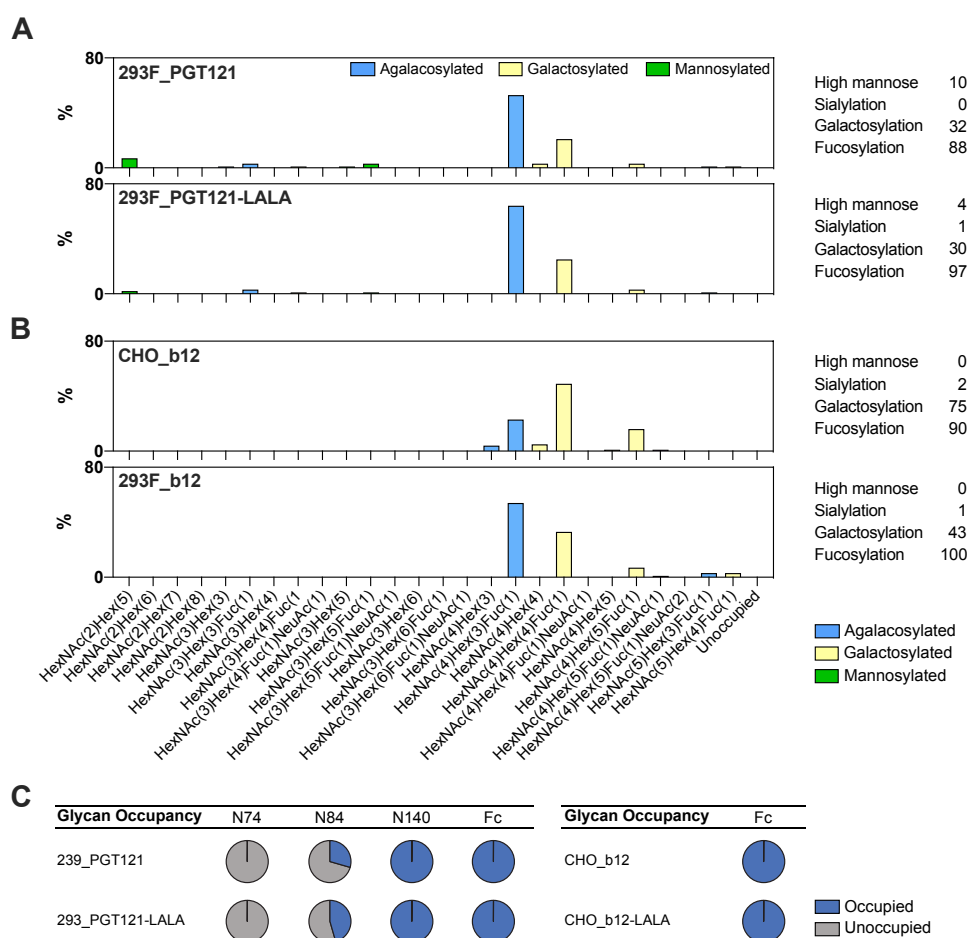 A
80
293F_PGT121
Agalacosylated
Galactosylated
Mannosylated
%
0
High mannose 10
Sialylation 0
Galactosylation 32
Fucosylation 88
80
293F_PGT121-LALA
%
0
High mannose 4
Sialylation 1
Galactosylation 30
Fucosylation 97
B
80
CHO_b12
%
0
High mannose 0
Sialylation 2
Galactosylation 75
Fucosylation 90
80
293F_b12
%
0
High mannose 0
Sialylation 1
Galactosylation 43
Fucosylation 100
HexNAc(2)Hex(5)
HexNAc(2)Hex(6)
HexNAc(2)Hex(7)
HexNAc(2)Hex(8)
HexNAc(3)Hex(3)
HexNAc(3)Hex(3)Fuc(1)
HexNAc(3)Hex(4)
HexNAc(3)Hex(4)Fuc(1
HexNAc(3)Hex(4)Fuc(1)NeuAc(1)
HexNAc(3)Hex(5)
HexNAc(3)Hex(5)Fuc(1)
HexNAc(3)Hex(5)Fuc(1)NeuAc(1)
HexNAc(3)Hex(6)
HexNAc(3)Hex(6)Fuc(1)
HexNAc(3)Hex(6)Fuc(1)NeuAc(1)
HexNAc(4)Hex(3)
HexNAc(4)Hex(3)Fuc(1)
HexNAc(4)Hex(4)
HexNAc(4)Hex(4)Fuc(1)
HexNAc(4)Hex(4)Fuc(1)NeuAc(1)
HexNAc(4)Hex(5)
HexNAc(4)Hex(5)Fuc(1)
HexNAc(4)Hex(5)Fuc(1)NeuAc(1)
HexNAc(4)Hex(5)Fuc(1)NeuAc(2)
HexNAc(5)Hex(3)Fuc(1)
HexNAc(5)Hex(4)Fuc(1)
Unoccupied
Agalacosylated
Galactosylated
Mannosylated
C
Glycan Occupancy N74 N84 N140 Fc
239_PGT121
293_PGT121-LALA
Glycan Occupancy Fc
CHO_b12
CHO_b12-LALA
Occupied
Unoccupied